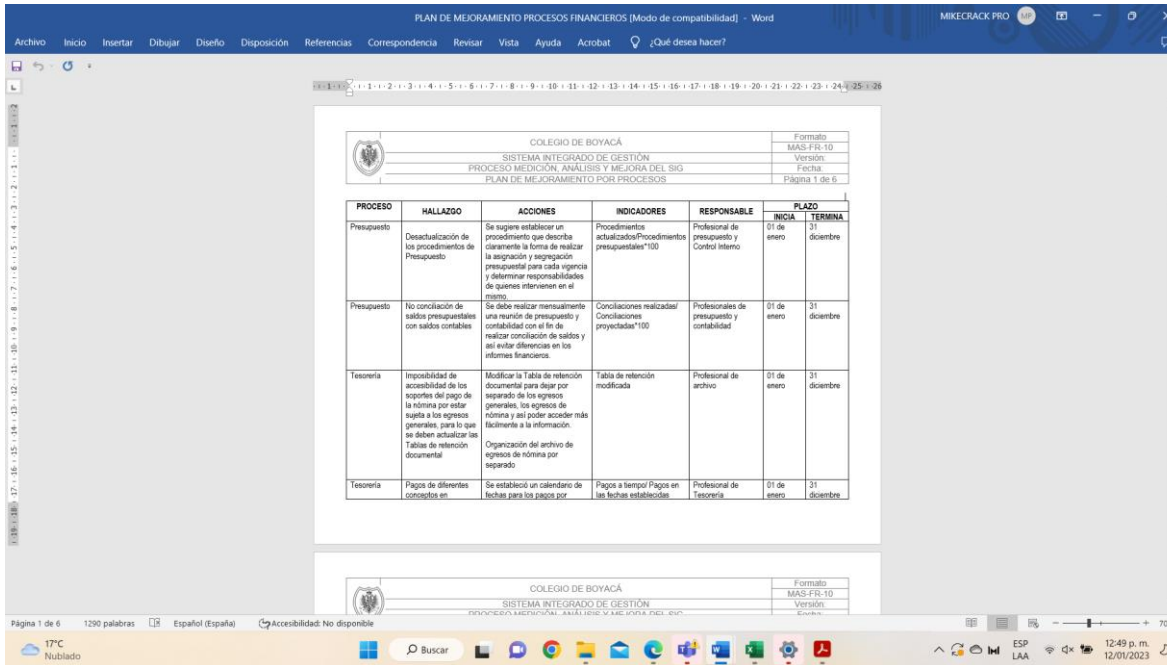 PLAN DE MEJORAMIENTO PROCESOS FINANCIEROS [Modo de compatibilidad] - Word
MIKECRACK PRO
MP
Archivo Inicio Insertar Dibujar Diseño Disposición Referencias Correspondencia Revisar Vista Ayuda Acrobat ¿Qué desea hacer?
COLEGIO DE BOYACÁ
SISTEMA INTEGRADO DE GESTIÓN
PROCESO MEDICIÓN, ANÁLISIS Y MEJORA DEL SIG
PLAN DE MEJORAMIENTO POR PROCESOS
Formato
MAS-FR-10
Versión:
Fecha:
Página 1 de 6
PROCESO
HALLAZGO
ACCIONES
INDICADORES
RESPONSABLE
PLAZO
INICIA
TERMINA
Presupuesto
Desactualización de
los procedimientos de
Presupuesto
Se sugiere establecer un
procedimiento que describa
claramente la forma de realizar
la asignación y segregación
presupuestal para cada vigencia
y determinar responsabilidades
de quienes intervienen en el
mismo.
Procedimientos
actualizados/Procedimientos
presupuestales*100
Profesional de
presupuesto y
Control Interno
01 de
enero
31
diciembre
Presupuesto
No conciliación de
saldos presupuestales
con saldos contables
Se debe realizar mensualmente
una reunión de presupuesto y
contabilidad con el fin de
realizar conciliación de saldos y
así evitar diferencias en los
informes financieros.
Conciliaciones realizadas/
Conciliaciones
proyectadas*100
Profesionales de
presupuesto y
contabilidad
01 de
enero
31
diciembre
Tesorería
Imposibilidad de
accesibilidad de los
soportes del pago de
la nómina por estar
sujeta a los egresos
generales, para lo que
se deben actualizar las
Tablas de retención
documental
Modificar la Tabla de retención
documental para dejar por
separado de los egresos
generales, los egresos de
nómina y así poder acceder más
fácilmente a la información.
Organización del archivo de
egresos de nómina por
separado
Tabla de retención
modificada
Profesional de
archivo
01 de
enero
31
diciembre
Tesorería
Pagos de diferentes
conceptos en
Se estableció un calendario de
fechas para los pagos por
Pagos a tiempo/ Pagos en
las fechas establecidas
Profesional de
Tesorería
01 de
enero
31
diciembre
COLEGIO DE BOYACÁ
SISTEMA INTEGRADO DE GESTIÓN
PROCESO MEDICIÓN, ANÁLISIS Y MEJORA DEL SIG
Formato
MAS-FR-10
Versión:
Fecha:
Página 1 de 6 1290 palabras Español (España) Accesibilidad: No disponible
17°C
Nublado
Buscar
ESP
LAA
12:49 p. m.
12/01/2023